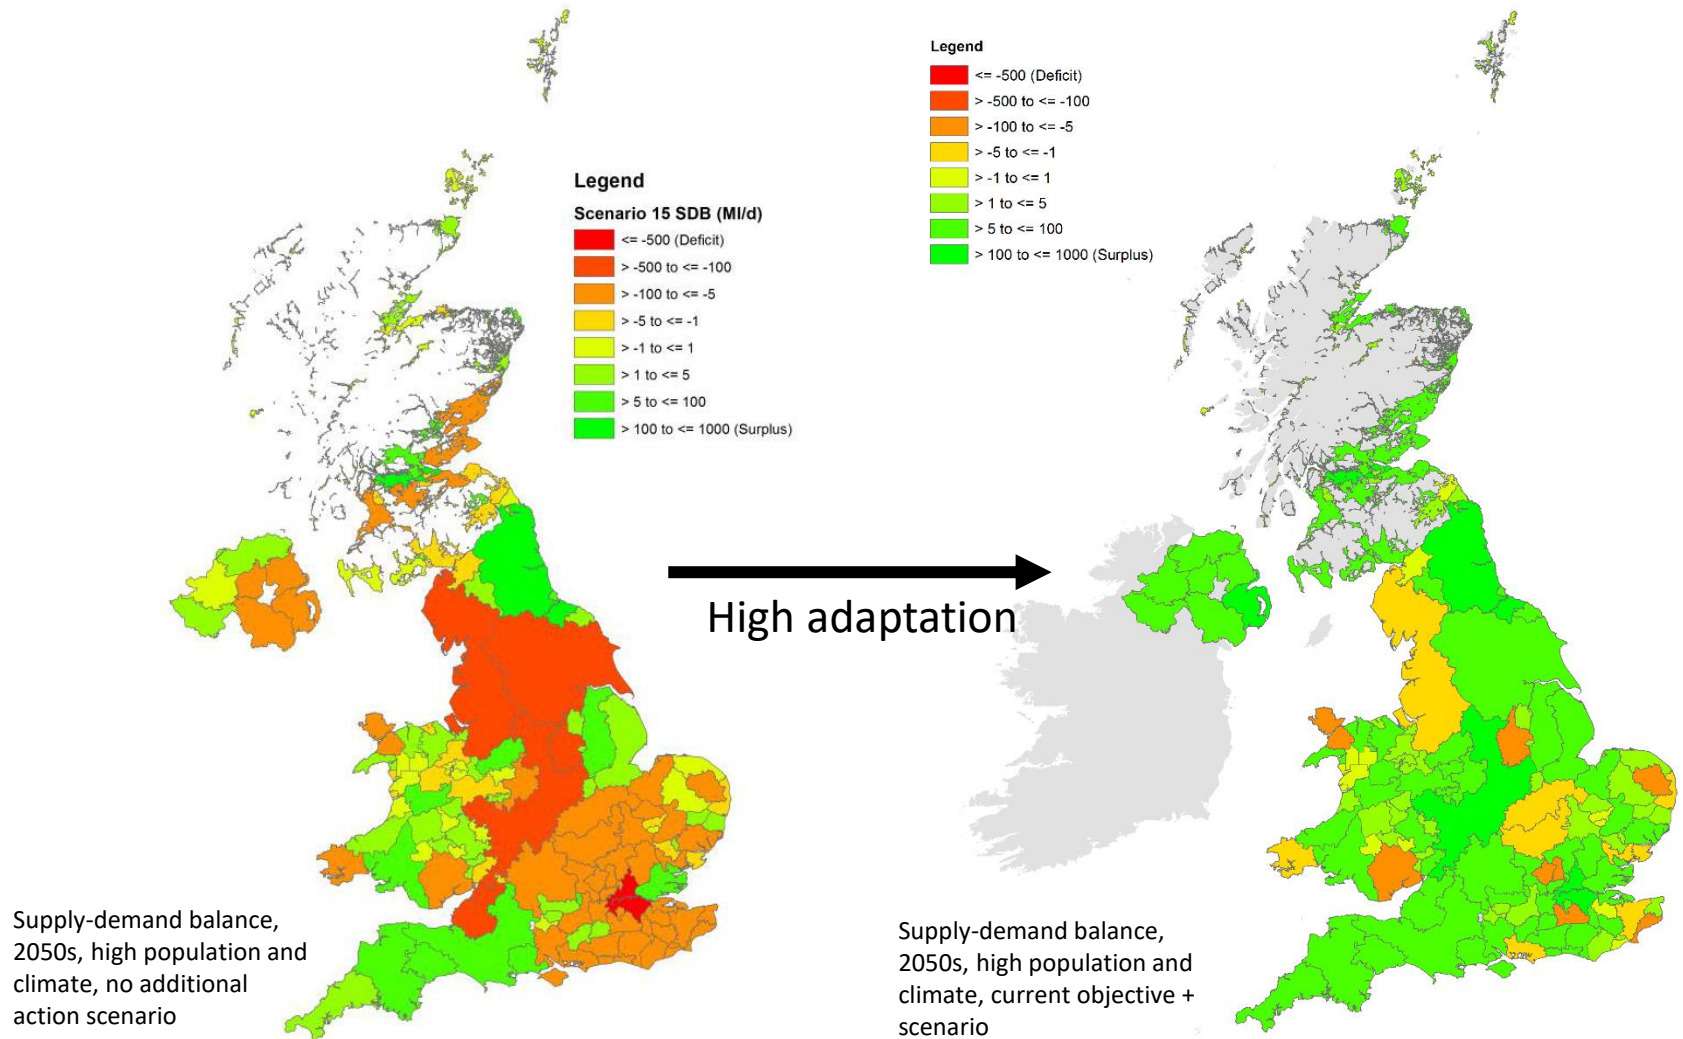 Legend
Scenario 15 SDB (Ml/d)
<= -500 (Deficit)
> -500 to <= -100
> -100 to <= -5
> -5 to <= -1
> -1 to <= 1
> 1 to <= 5
> 5 to <= 100
> 100 to <= 1000 (Surplus)
Legend
<= -500 (Deficit)
> -500 to <= -100
> -100 to <= -5
> -5 to <= -1
> -1 to <= 1
> 1 to <= 5
> 5 to <= 100
> 100 to <= 1000 (Surplus)
High adaptation
Supply-demand balance,
2050s, high population and
climate, no additional
action scenario
Supply-demand balance,
2050s, high population and
climate, current objective +
scenario